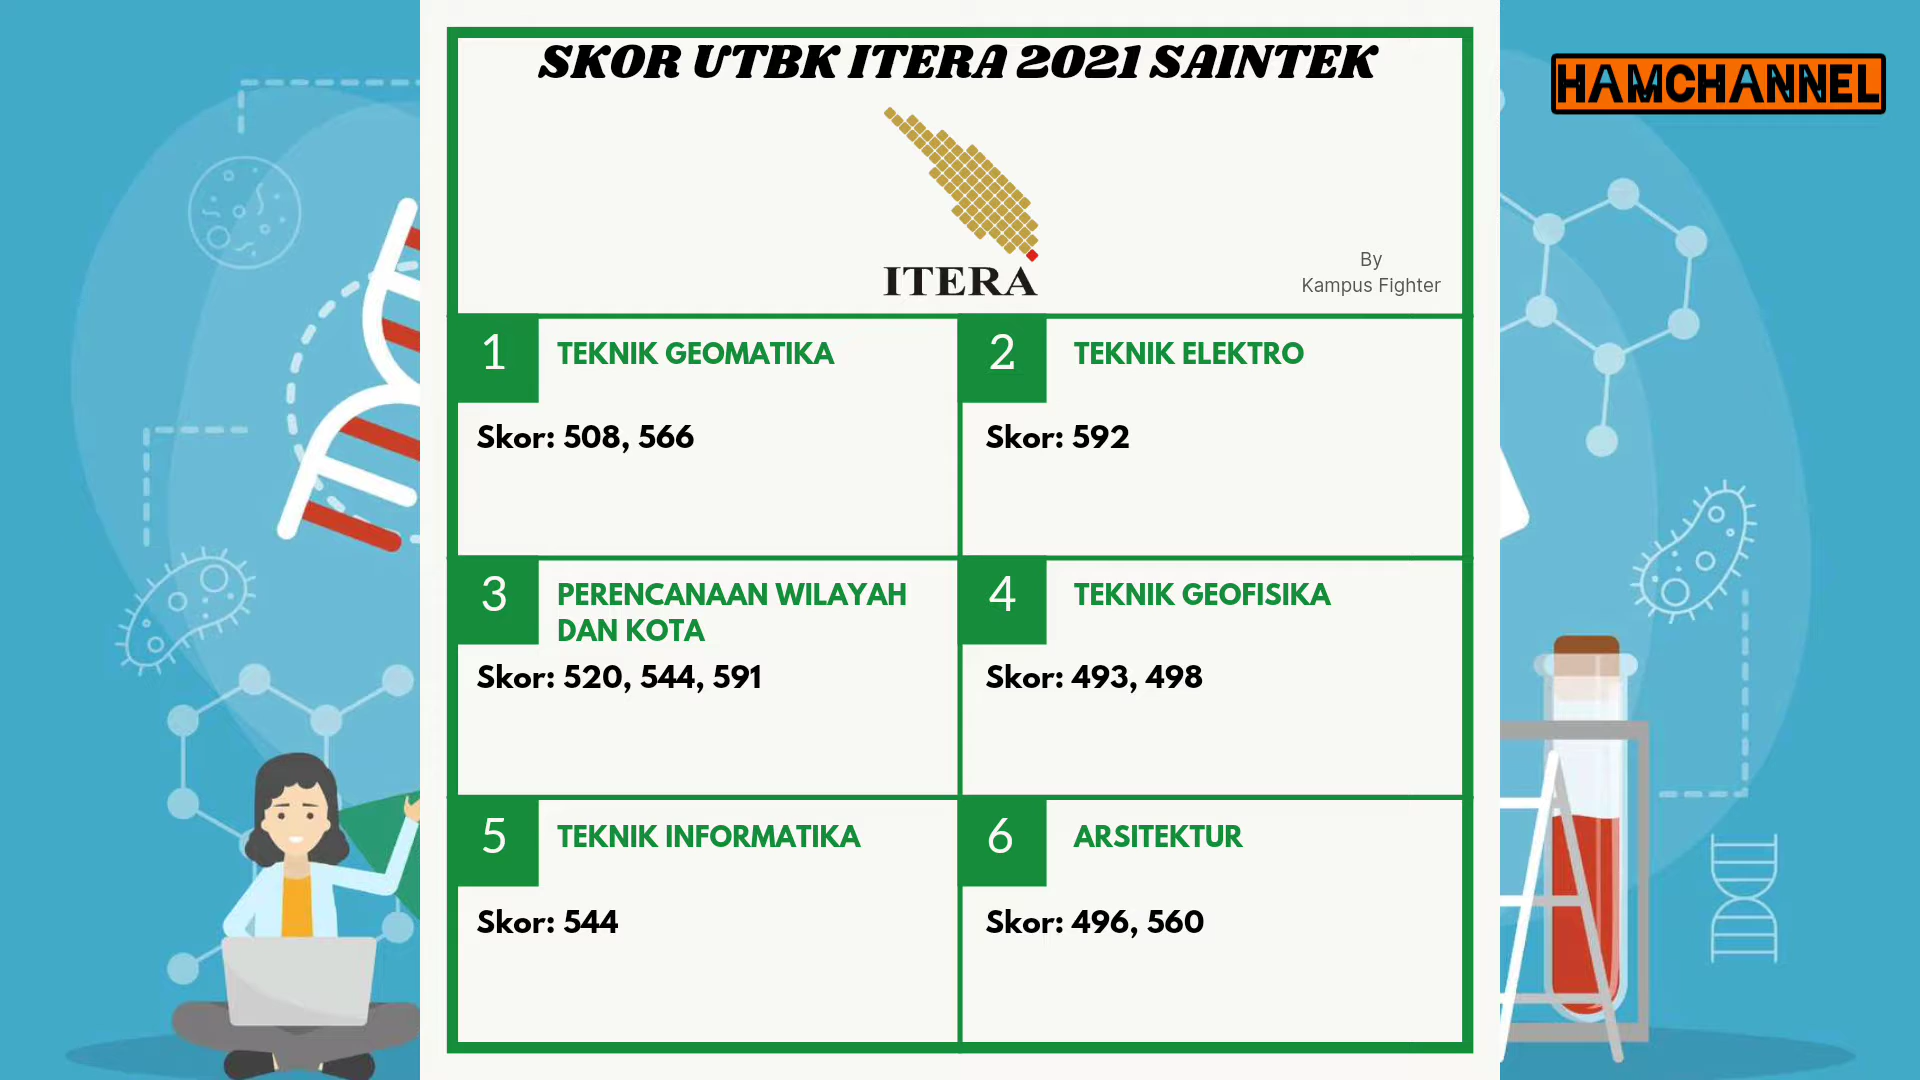 SKOR UTBK ITERA 2021 SAINTEK
HAMCHANNEL
ITERA
By
Kampus Fighter
1
TEKNIK GEOMATIKA
Skor: 508, 566
2
TEKNIK ELEKTRO
Skor: 592
3
PERENCANAAN WILAYAH
DAN KOTA
Skor: 520, 544, 591
4
TEKNIK GEOFISIKA
Skor: 493, 498
5
TEKNIK INFORMATIKA
Skor: 544
6
ARSITEKTUR
Skor: 496, 560